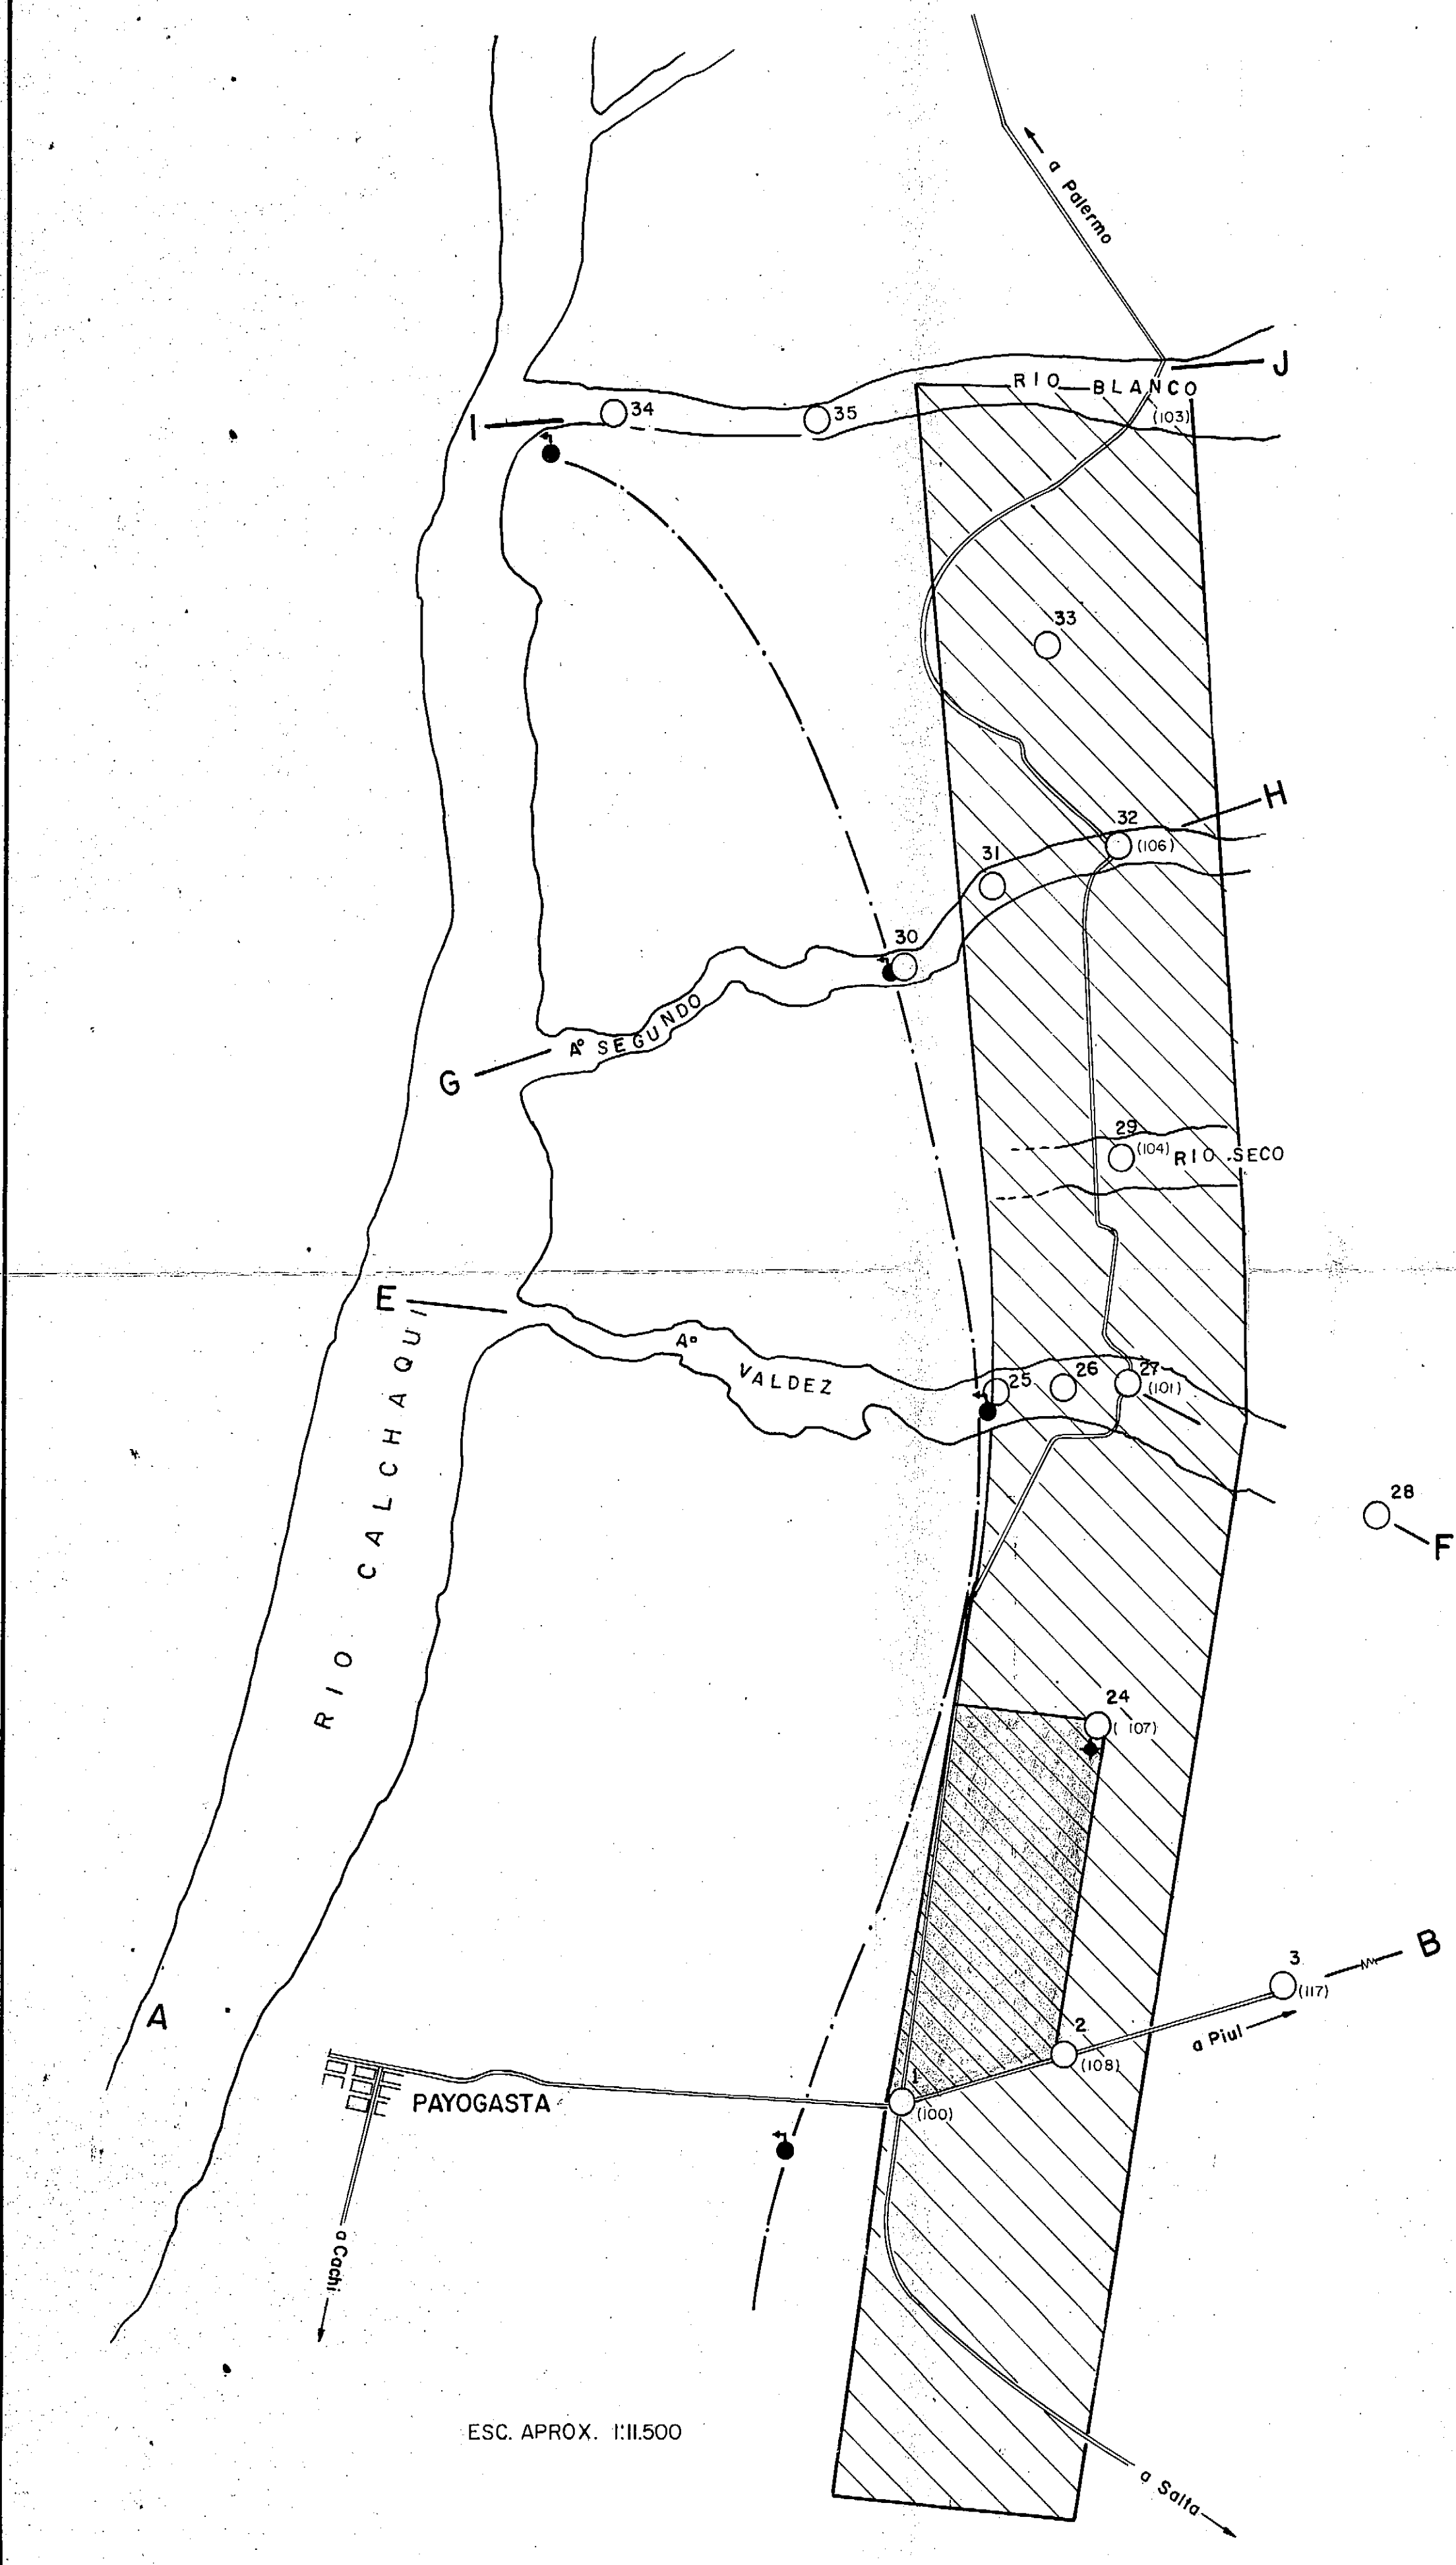 a Palermo
J
RIO BLANCO
(103)
I
34
35
33
H
32
(106)
31
30
Aº SEGUNDO
G
29
(104)
RIO SECO
E
RIO CALCHAQUI
Aº
VALDEZ
25
26
27
(101)
28
F
24
( 107)
B
3
(117)
a Piul
A
2
(108)
1
(100)
PAYOGASTA
a Cachi
ESC. APROX. 1:11.500
a Salta